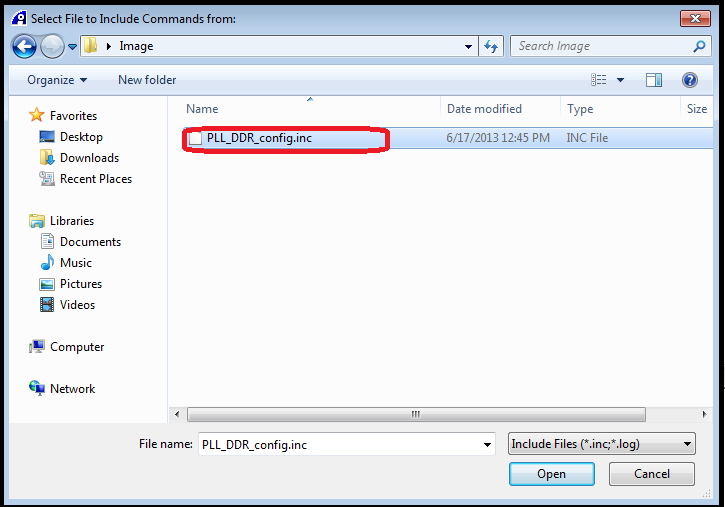 Select File to Include Commands from:
Image
Search Image
Organize
New folder
Name Date modified Type Size
PLL_DDR_config.inc 6/17/2013 12:45 PM INC File
Favorites
Desktop
Downloads
Recent Places
Libraries
Documents
Music
Pictures
Videos
Computer
Network
File name: PLL_DDR_config.inc Include Files (*.inc;*.log)
Open Cancel